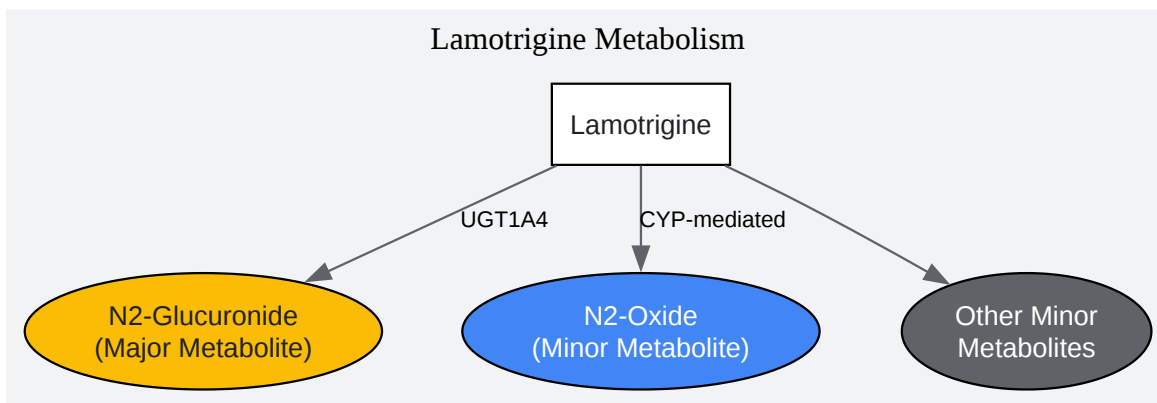 Lamotrigine Metabolism
Lamotrigine
UGT1A4
CYP-mediated
N2-Glucuronide
(Major Metabolite)
N2-Oxide
(Minor Metabolite)
Other Minor
Metabolites